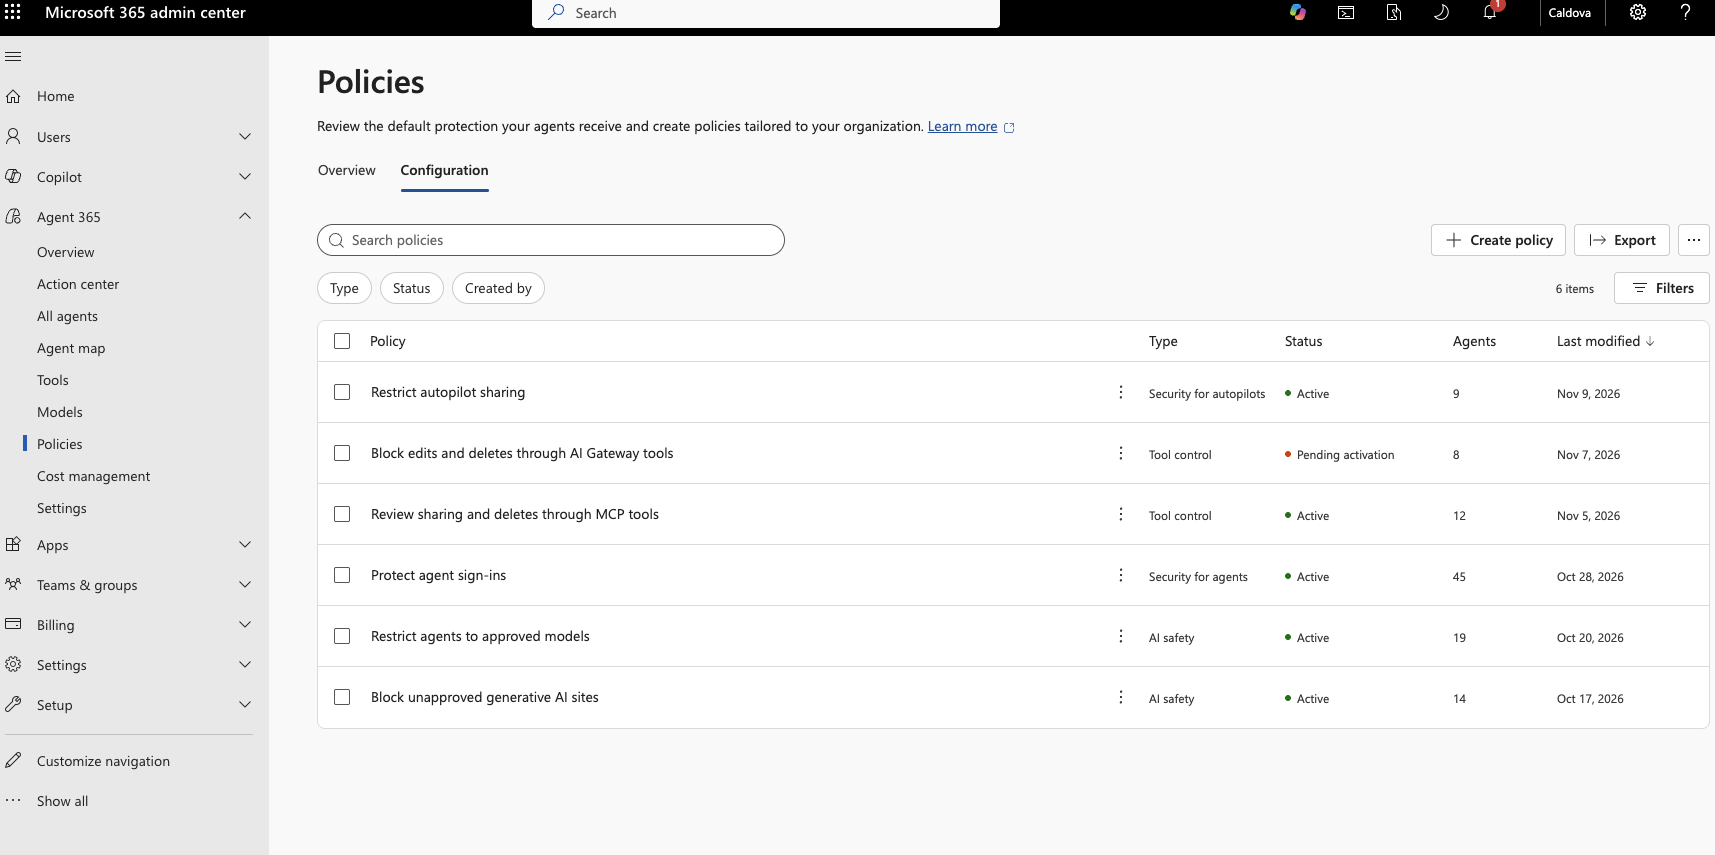 Microsoft 365 admin center
Search
1
Caldova
?
Home
Users
Copilot
Agent 365
Overview
Action center
All agents
Agent map
Tools
Models
Policies
Cost management
Settings
Apps
Teams & groups
Billing
Settings
Setup
Customize navigation
Show all
Policies
Review the default protection your agents receive and create policies tailored to your organization. Learn more
Overview Configuration
Search policies
Create policy Export
Type Status Created by
6 items Filters
Policy Type Status Agents Last modified ↓
Restrict autopilot sharing Security for autopilots Active 9 Nov 9, 2026
Block edits and deletes through AI Gateway tools Tool control Pending activation 8 Nov 7, 2026
Review sharing and deletes through MCP tools Tool control Active 12 Nov 5, 2026
Protect agent sign-ins Security for agents Active 45 Oct 28, 2026
Restrict agents to approved models AI safety Active 19 Oct 20, 2026
Block unapproved generative AI sites AI safety Active 14 Oct 17, 2026